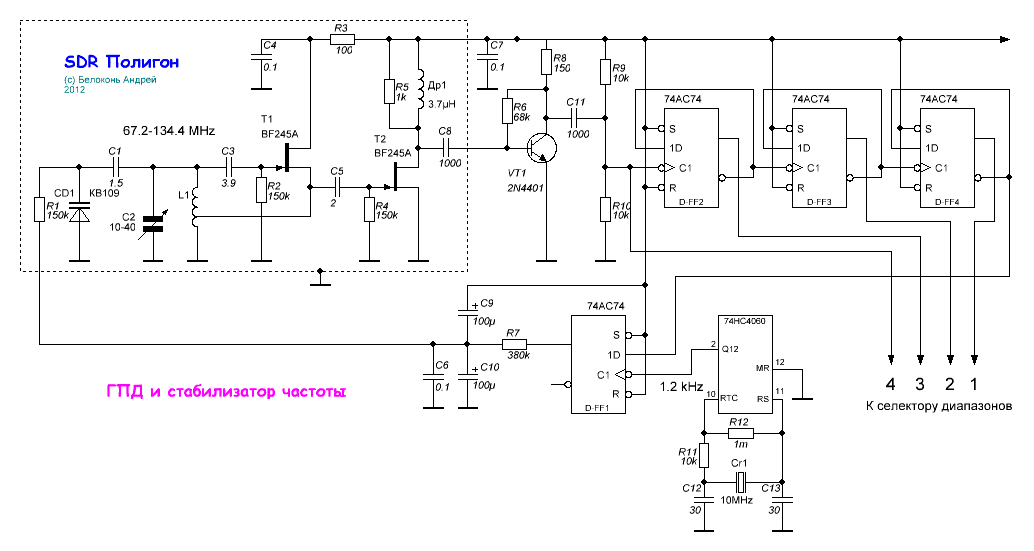 SDR Полигон
(c) Белоконь Андрей
2012
67.2-134.4 MHz
C4
0.1
R3
100
C7
0.1
R5
1k
Др1
3.7µH
T1
BF245A
T2
BF245A
C1
1.5
C3
3.9
C5
2
C8
1000
R1
150k
CD1
КВ109
C2
10-40
L1
R2
150k
R4
150k
R6
68k
R8
150
C11
1000
VT1
2N4401
R9
10k
R10
10k
74AC74
S
1D
C1
R
D-FF2
74AC74
S
1D
C1
R
D-FF3
74AC74
S
1D
C1
R
D-FF4
C9
+
100µ
C6
0.1
C10
+
100µ
R7
380k
74AC74
S
1D
C1
R
D-FF1
1.2 kHz
74HC4060
2
Q12
12
MR
10
RTC
RS
11
R12
1m
R11
10k
Cr1
10MHz
C12
30
C13
30
4
3
2
1
К селектору диапазонов
ГПД и стабилизатор частоты